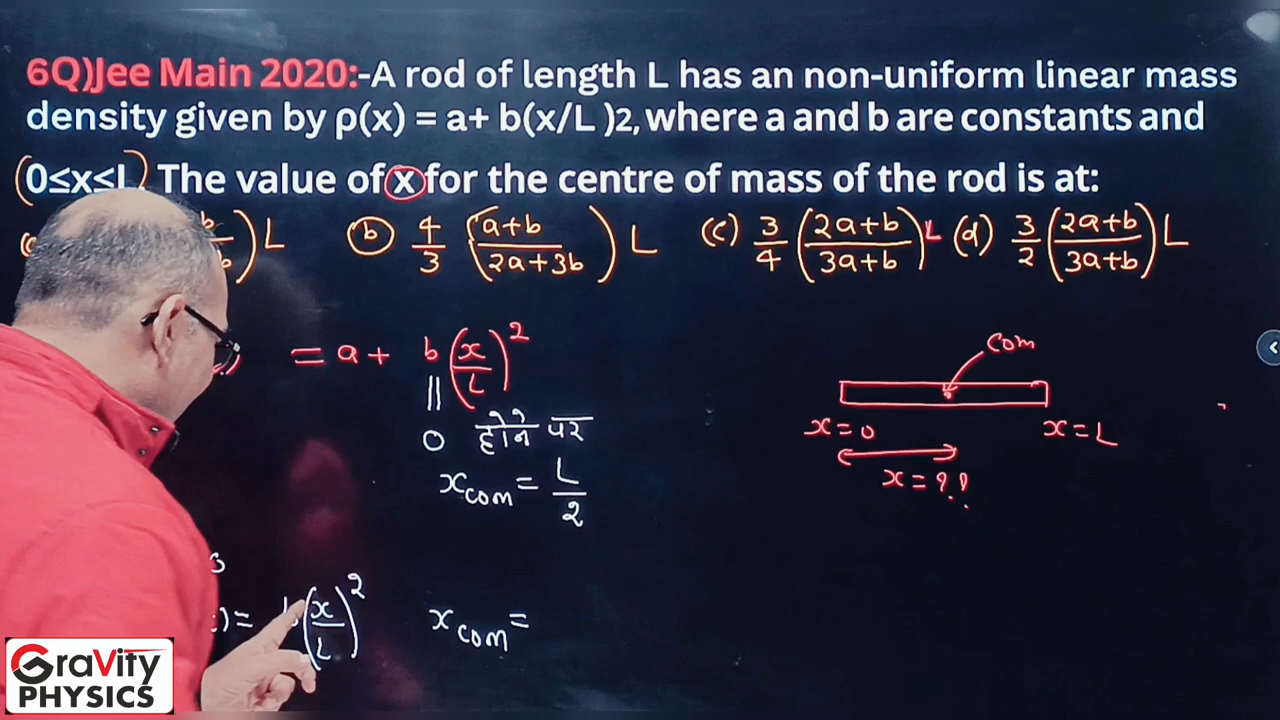 6Q)Jee Main 2020:-A rod of length L has an non-uniform linear mass
density given by ρ(x) = a+ b(x/L )2, where a and b are constants and
(0≤x≤L) The value of x for the centre of mass of the rod is at:
b ) L (b) 4/3 (a+b / 2a+3b) L (c) 3/4 (2a+b / 3a+b) L (d) 3/2 (2a+b / 3a+b) L
= a + b (x/L)²
||
0 होने पर
x_com = L/2
com
x=0 x=L
x=??
)= (x/L)² x_com =
GraVity
PHYSICS